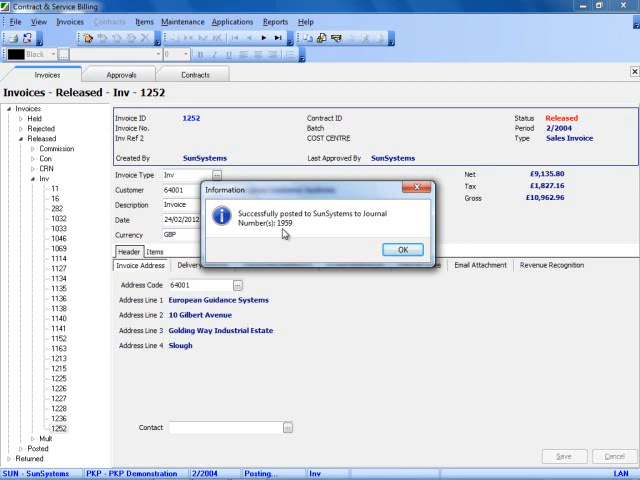 Contract & Service Billing
File View Invoices Contracts Items Maintenance Applications Reports Help
Black 0
Invoices Approvals Contracts
Invoices - Released - Inv - 1252
Invoices
Held
Rejected
Released
Commission
Con
CRN
Inv
11
16
282
1032
1033
1046
1069
1114
1127
1134
1135
1136
1138
1140
1141
1152
1163
1213
1215
1225
1226
1227
1228
1236
1252
Mult
Posted
Returned
Invoice ID 1252 Contract ID Status Released
Invoice No. Batch Period 2/2004
Inv Ref 2 COST CENTRE Type Sales Invoice
Created By SunSystems Last Approved By SunSystems
Invoice Type Inv Net £9,135.80
Customer 64001 Tax £1,827.16
Description Invoice Gross £10,962.96
Date 24/02/2012
Currency GBP
Information
Successfully posted to SunSystems to Journal
Number(s): 1959
OK
Header Items
Invoice Address Delivery Email Attachment Revenue Recognition
Address Code 64001
Address Line 1 European Guidance Systems
Address Line 2 10 Gilbert Avenue
Address Line 3 Golding Way Industrial Estate
Address Line 4 Slough
Contact
Save Cancel
SUN - SunSystems PKP - PKP Demonstration 2/2004 Posting... Inv LAN